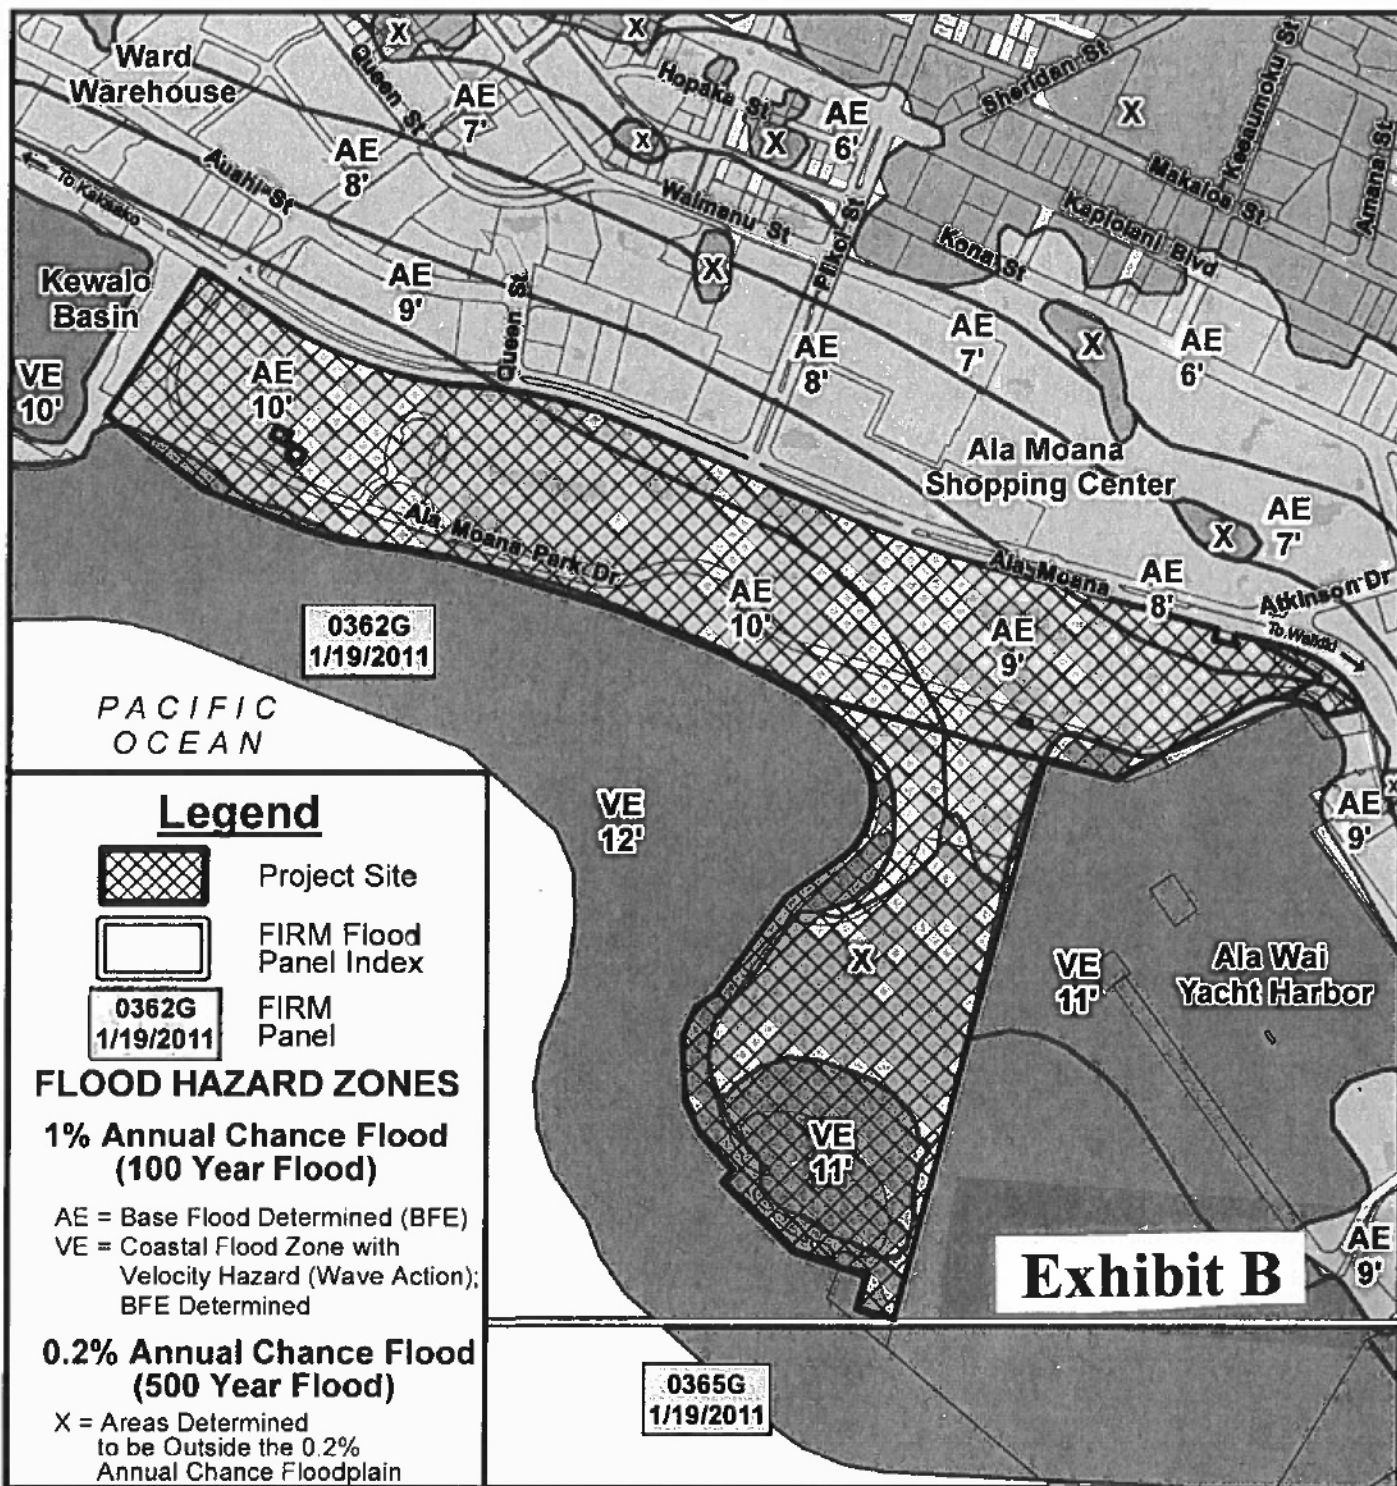 Ward
Warehouse
X
X
Queen St
AE
7'
Hopaka St
AE
6'
X
X
Sheridan St
X
Keeaumoku St
Makaloa St
Amana St
AE
8'
Auahi St
To Kakaako
Waimanu St
Piikoi St
Kona St
Kapiolani Blvd
Kewalo
Basin
VE
10'
AE
9'
Queen St
X
AE
8'
AE
7'
X
AE
6'
AE
10'
Ala Moana
Shopping Center
X
AE
7'
Ala Moana Park Dr
Ala Moana
AE
8'
Atkinson Dr
To Waikiki
AE
10'
AE
9'
0362G
1/19/2011
PACIFIC
OCEAN
VE
12'
AE
9'
X
X
VE
11'
Ala Wai
Yacht Harbor
VE
11'
AE
9'
Exhibit B
0365G
1/19/2011
Legend
Project Site
FIRM Flood
Panel Index
0362G
1/19/2011
FIRM
Panel
FLOOD HAZARD ZONES
1% Annual Chance Flood
(100 Year Flood)
AE = Base Flood Determined (BFE)
VE = Coastal Flood Zone with
Velocity Hazard (Wave Action);
BFE Determined
0.2% Annual Chance Flood
(500 Year Flood)
X = Areas Determined
to be Outside the 0.2%
Annual Chance Floodplain